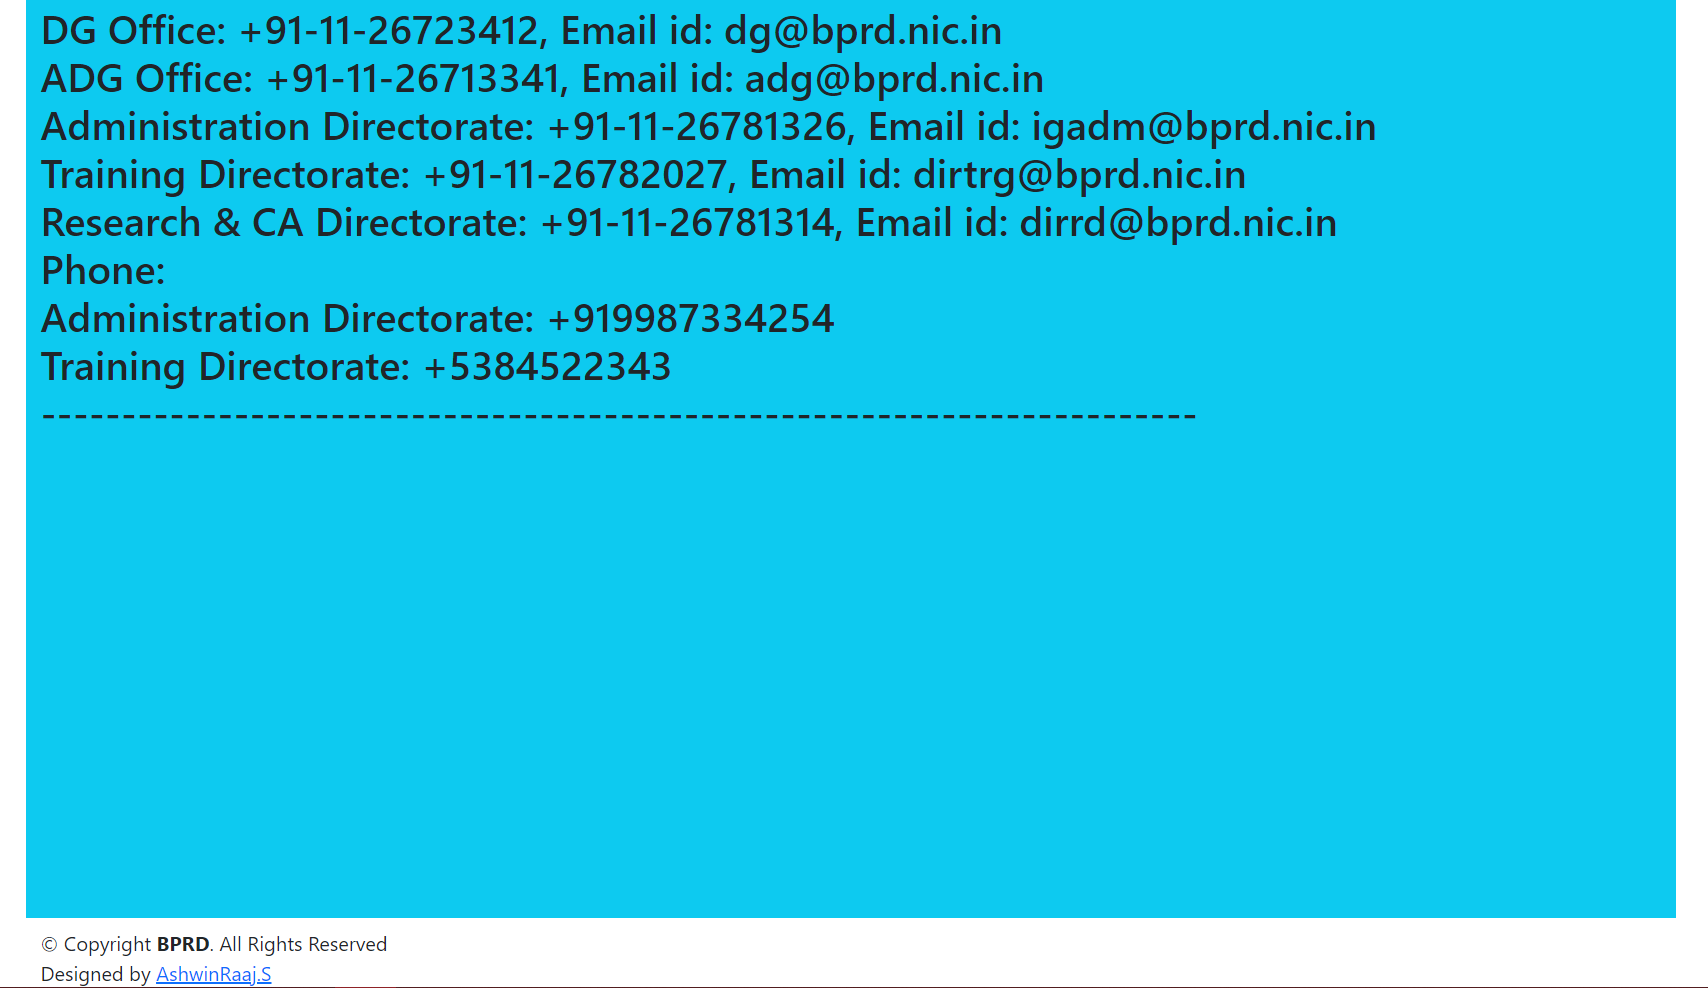 DG Office: +91-11-26723412, Email id: dg@bprd.nic.in
ADG Office: +91-11-26713341, Email id: adg@bprd.nic.in
Administration Directorate: +91-11-26781326, Email id: igadm@bprd.nic.in
Training Directorate: +91-11-26782027, Email id: dirtrg@bprd.nic.in
Research & CA Directorate: +91-11-26781314, Email id: dirrd@bprd.nic.in
Phone:
Administration Directorate: +919987334254
Training Directorate: +5384522343
------------------------------------------------------------------------
© Copyright BPRD. All Rights Reserved
Designed by AshwinRaaj.S